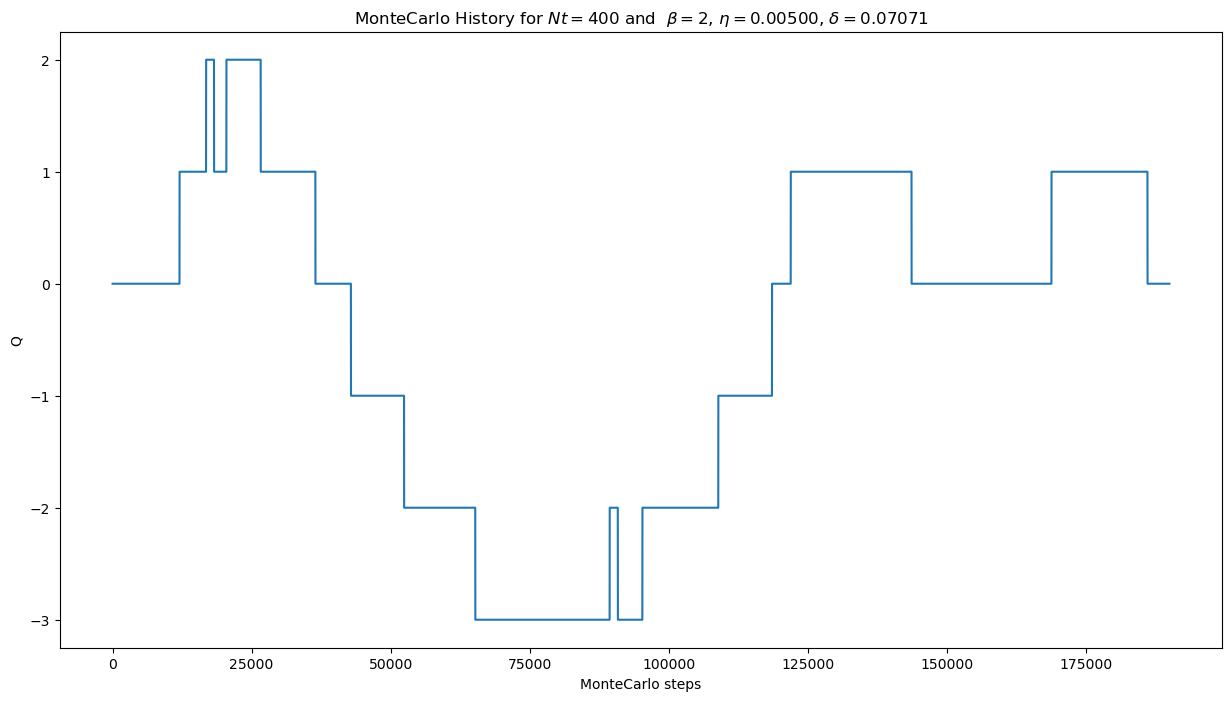 MonteCarlo History for Nt = 400 and β = 2, η = 0.00500, δ = 0.07071
2
1
0
−1
−2
−3
Q
0 25000 50000 75000 100000 125000 150000 175000
MonteCarlo steps